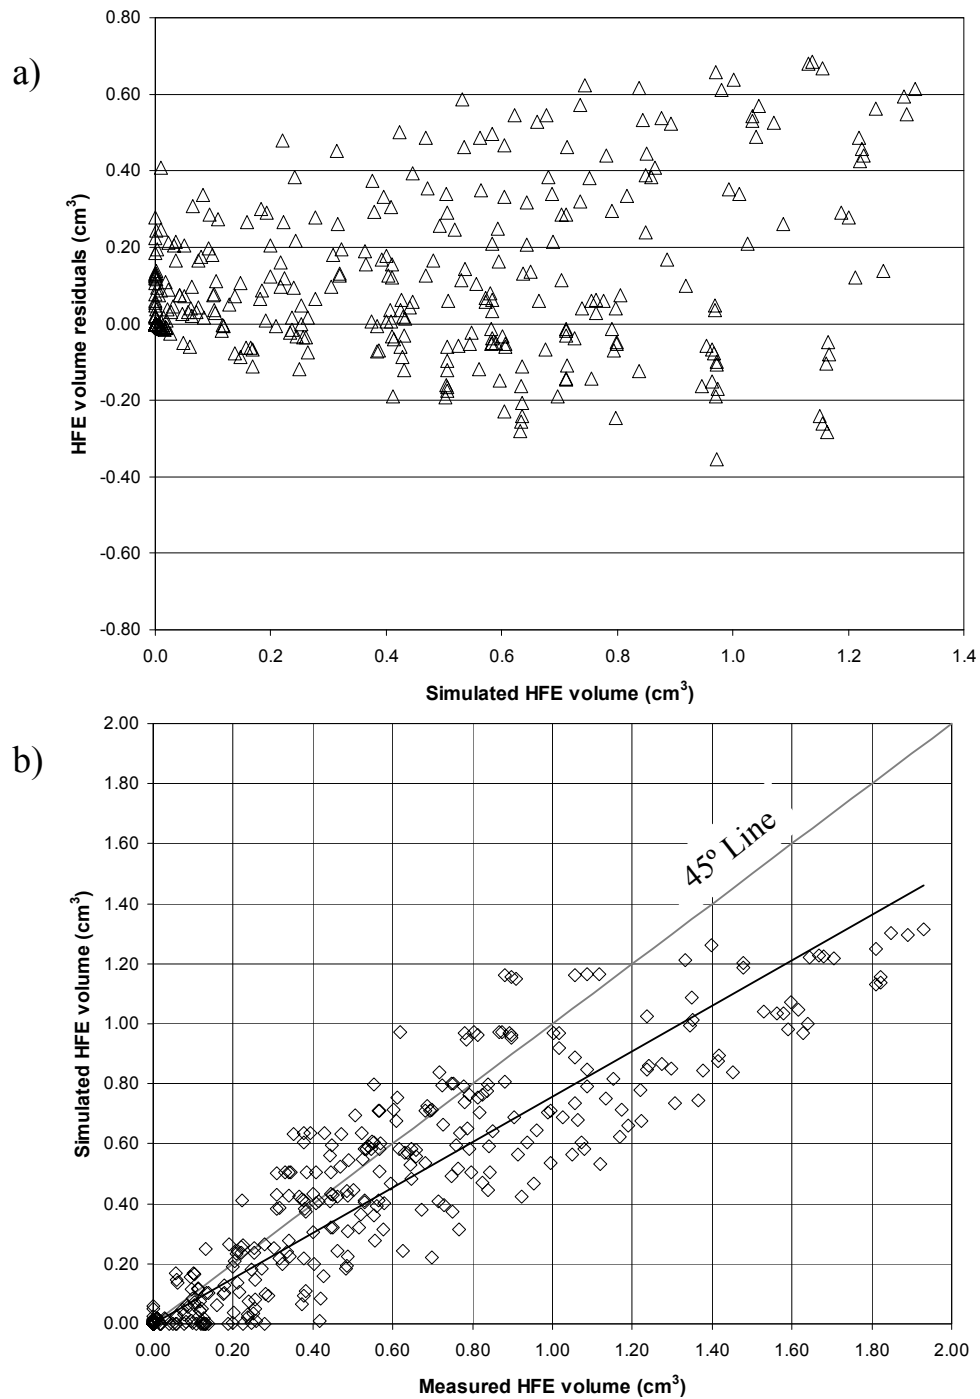 a)
0.80
0.60
0.40
0.20
0.00
-0.20
-0.40
-0.60
-0.80
HFE volume residuals (cm³)
0.0 0.2 0.4 0.6 0.8 1.0 1.2 1.4
Simulated HFE volume (cm³)
b)
2.00
1.80
1.60
1.40
1.20
1.00
0.80
0.60
0.40
0.20
0.00
Simulated HFE volume (cm³)
45º Line
0.00 0.20 0.40 0.60 0.80 1.00 1.20 1.40 1.60 1.80 2.00
Measured HFE volume (cm³)